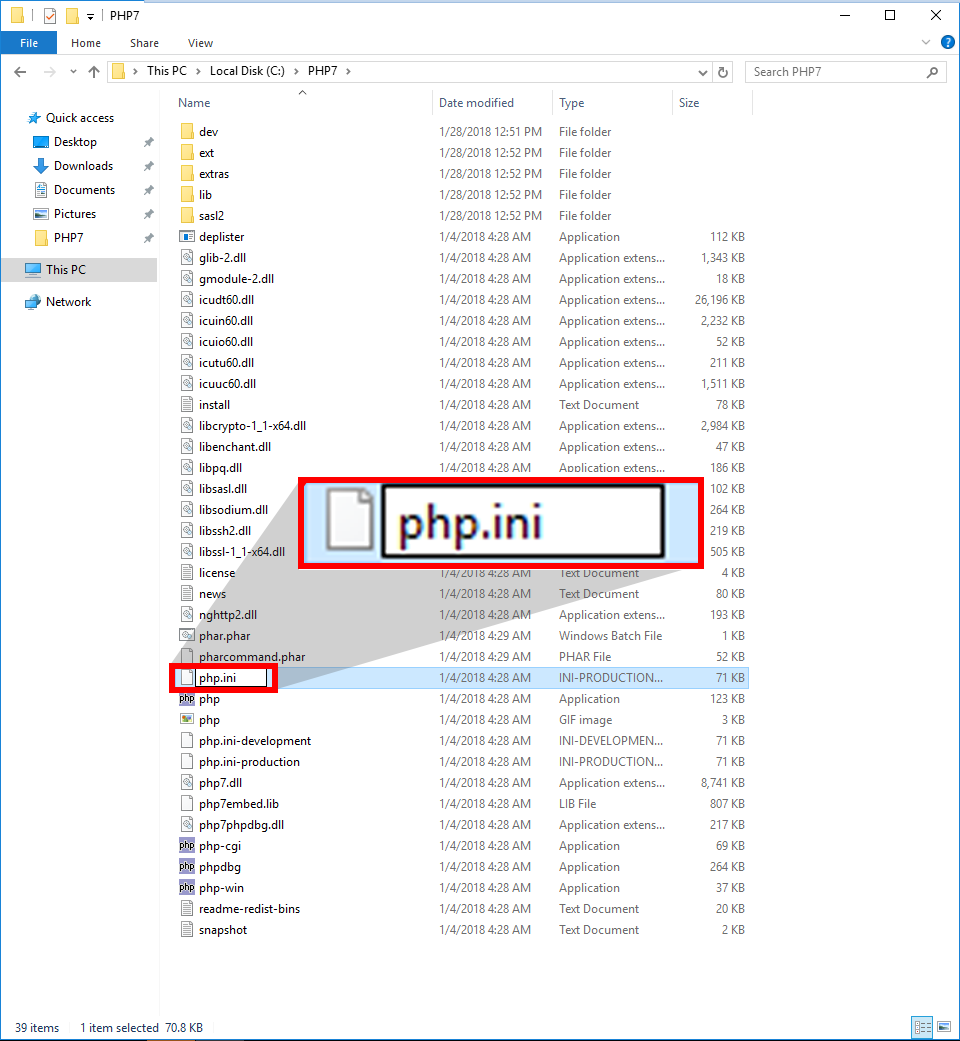 PHP7
File Home Share View
This PC Local Disk (C:) PHP7 Search PHP7
Name Date modified Type Size
Quick access
Desktop
Downloads
Documents
Pictures
PHP7
This PC
Network
dev 1/28/2018 12:51 PM File folder
ext 1/28/2018 12:52 PM File folder
extras 1/28/2018 12:52 PM File folder
lib 1/28/2018 12:52 PM File folder
sasl2 1/28/2018 12:52 PM File folder
deplister 1/4/2018 4:28 AM Application 112 KB
glib-2.dll 1/4/2018 4:28 AM Application extens... 1,343 KB
gmodule-2.dll 1/4/2018 4:28 AM Application extens... 18 KB
icudt60.dll 1/4/2018 4:28 AM Application extens... 26,196 KB
icuin60.dll 1/4/2018 4:28 AM Application extens... 2,232 KB
icuio60.dll 1/4/2018 4:28 AM Application extens... 52 KB
icutu60.dll 1/4/2018 4:28 AM Application extens... 211 KB
icuuc60.dll 1/4/2018 4:28 AM Application extens... 1,511 KB
install 1/4/2018 4:28 AM Text Document 78 KB
libcrypto-1_1-x64.dll 1/4/2018 4:28 AM Application extens... 2,984 KB
libenchant.dll 1/4/2018 4:28 AM Application extens... 47 KB
libpq.dll 1/4/2018 4:28 AM Application extens... 186 KB
libsasl.dll 102 KB
libsodium.dll 264 KB
php.ini
libssh2.dll 219 KB
libssl-1_1-x64.dll 505 KB
license 1/4/2018 4:28 AM Text Document 4 KB
news 1/4/2018 4:28 AM Text Document 80 KB
nghttp2.dll 1/4/2018 4:28 AM Application extens... 193 KB
phar.phar 1/4/2018 4:29 AM Windows Batch File 1 KB
pharcommand.phar 1/4/2018 4:29 AM PHAR File 52 KB
php.ini 1/4/2018 4:28 AM INI-PRODUCTION... 71 KB
php php 1/4/2018 4:28 AM Application 123 KB
php 1/4/2018 4:28 AM GIF image 3 KB
php.ini-development 1/4/2018 4:28 AM INI-DEVELOPMEN... 71 KB
php.ini-production 1/4/2018 4:28 AM INI-PRODUCTION... 71 KB
php7.dll 1/4/2018 4:28 AM Application extens... 8,741 KB
php7embed.lib 1/4/2018 4:28 AM LIB File 807 KB
php7phpdbg.dll 1/4/2018 4:28 AM Application extens... 217 KB
php php-cgi 1/4/2018 4:28 AM Application 69 KB
php phpdbg 1/4/2018 4:28 AM Application 264 KB
php php-win 1/4/2018 4:28 AM Application 37 KB
readme-redist-bins 1/4/2018 4:28 AM Text Document 20 KB
snapshot 1/4/2018 4:28 AM Text Document 2 KB
39 items 1 item selected 70.8 KB